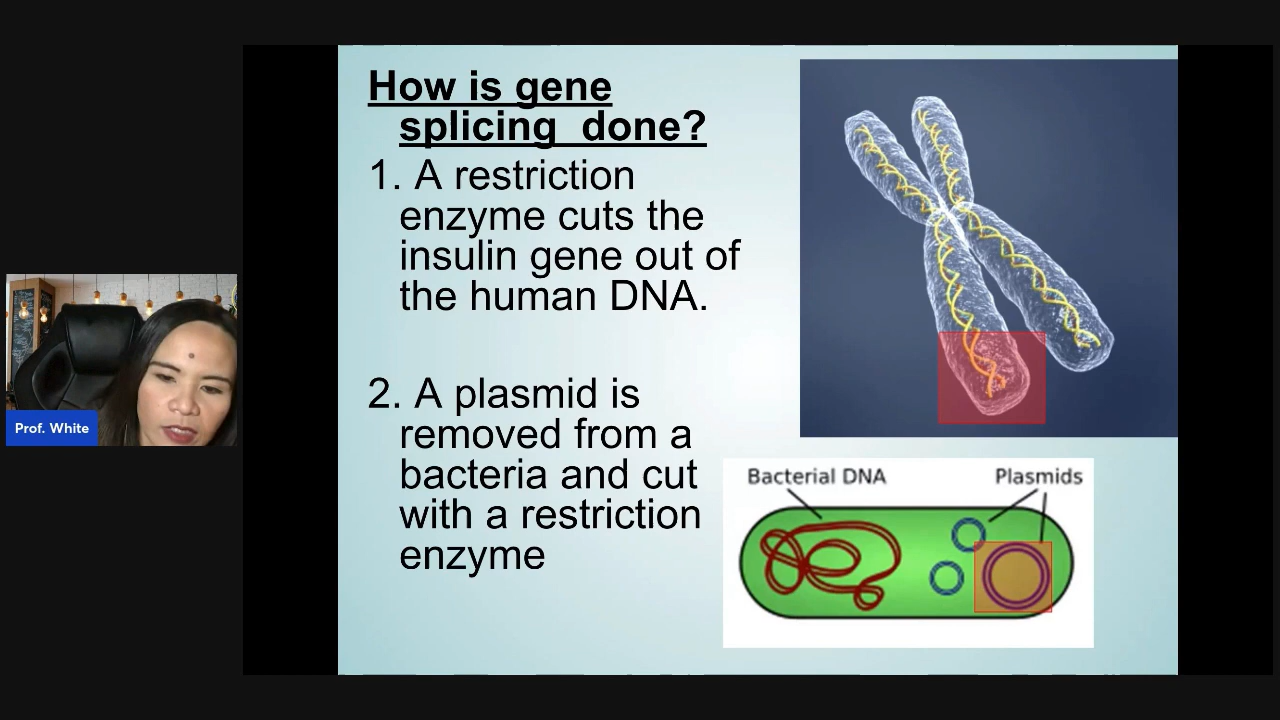 How is gene
splicing done?
1. A restriction
enzyme cuts the
insulin gene out of
the human DNA.
2. A plasmid is
removed from a
bacteria and cut
with a restriction
enzyme
Bacterial DNA
Plasmids
Prof. White